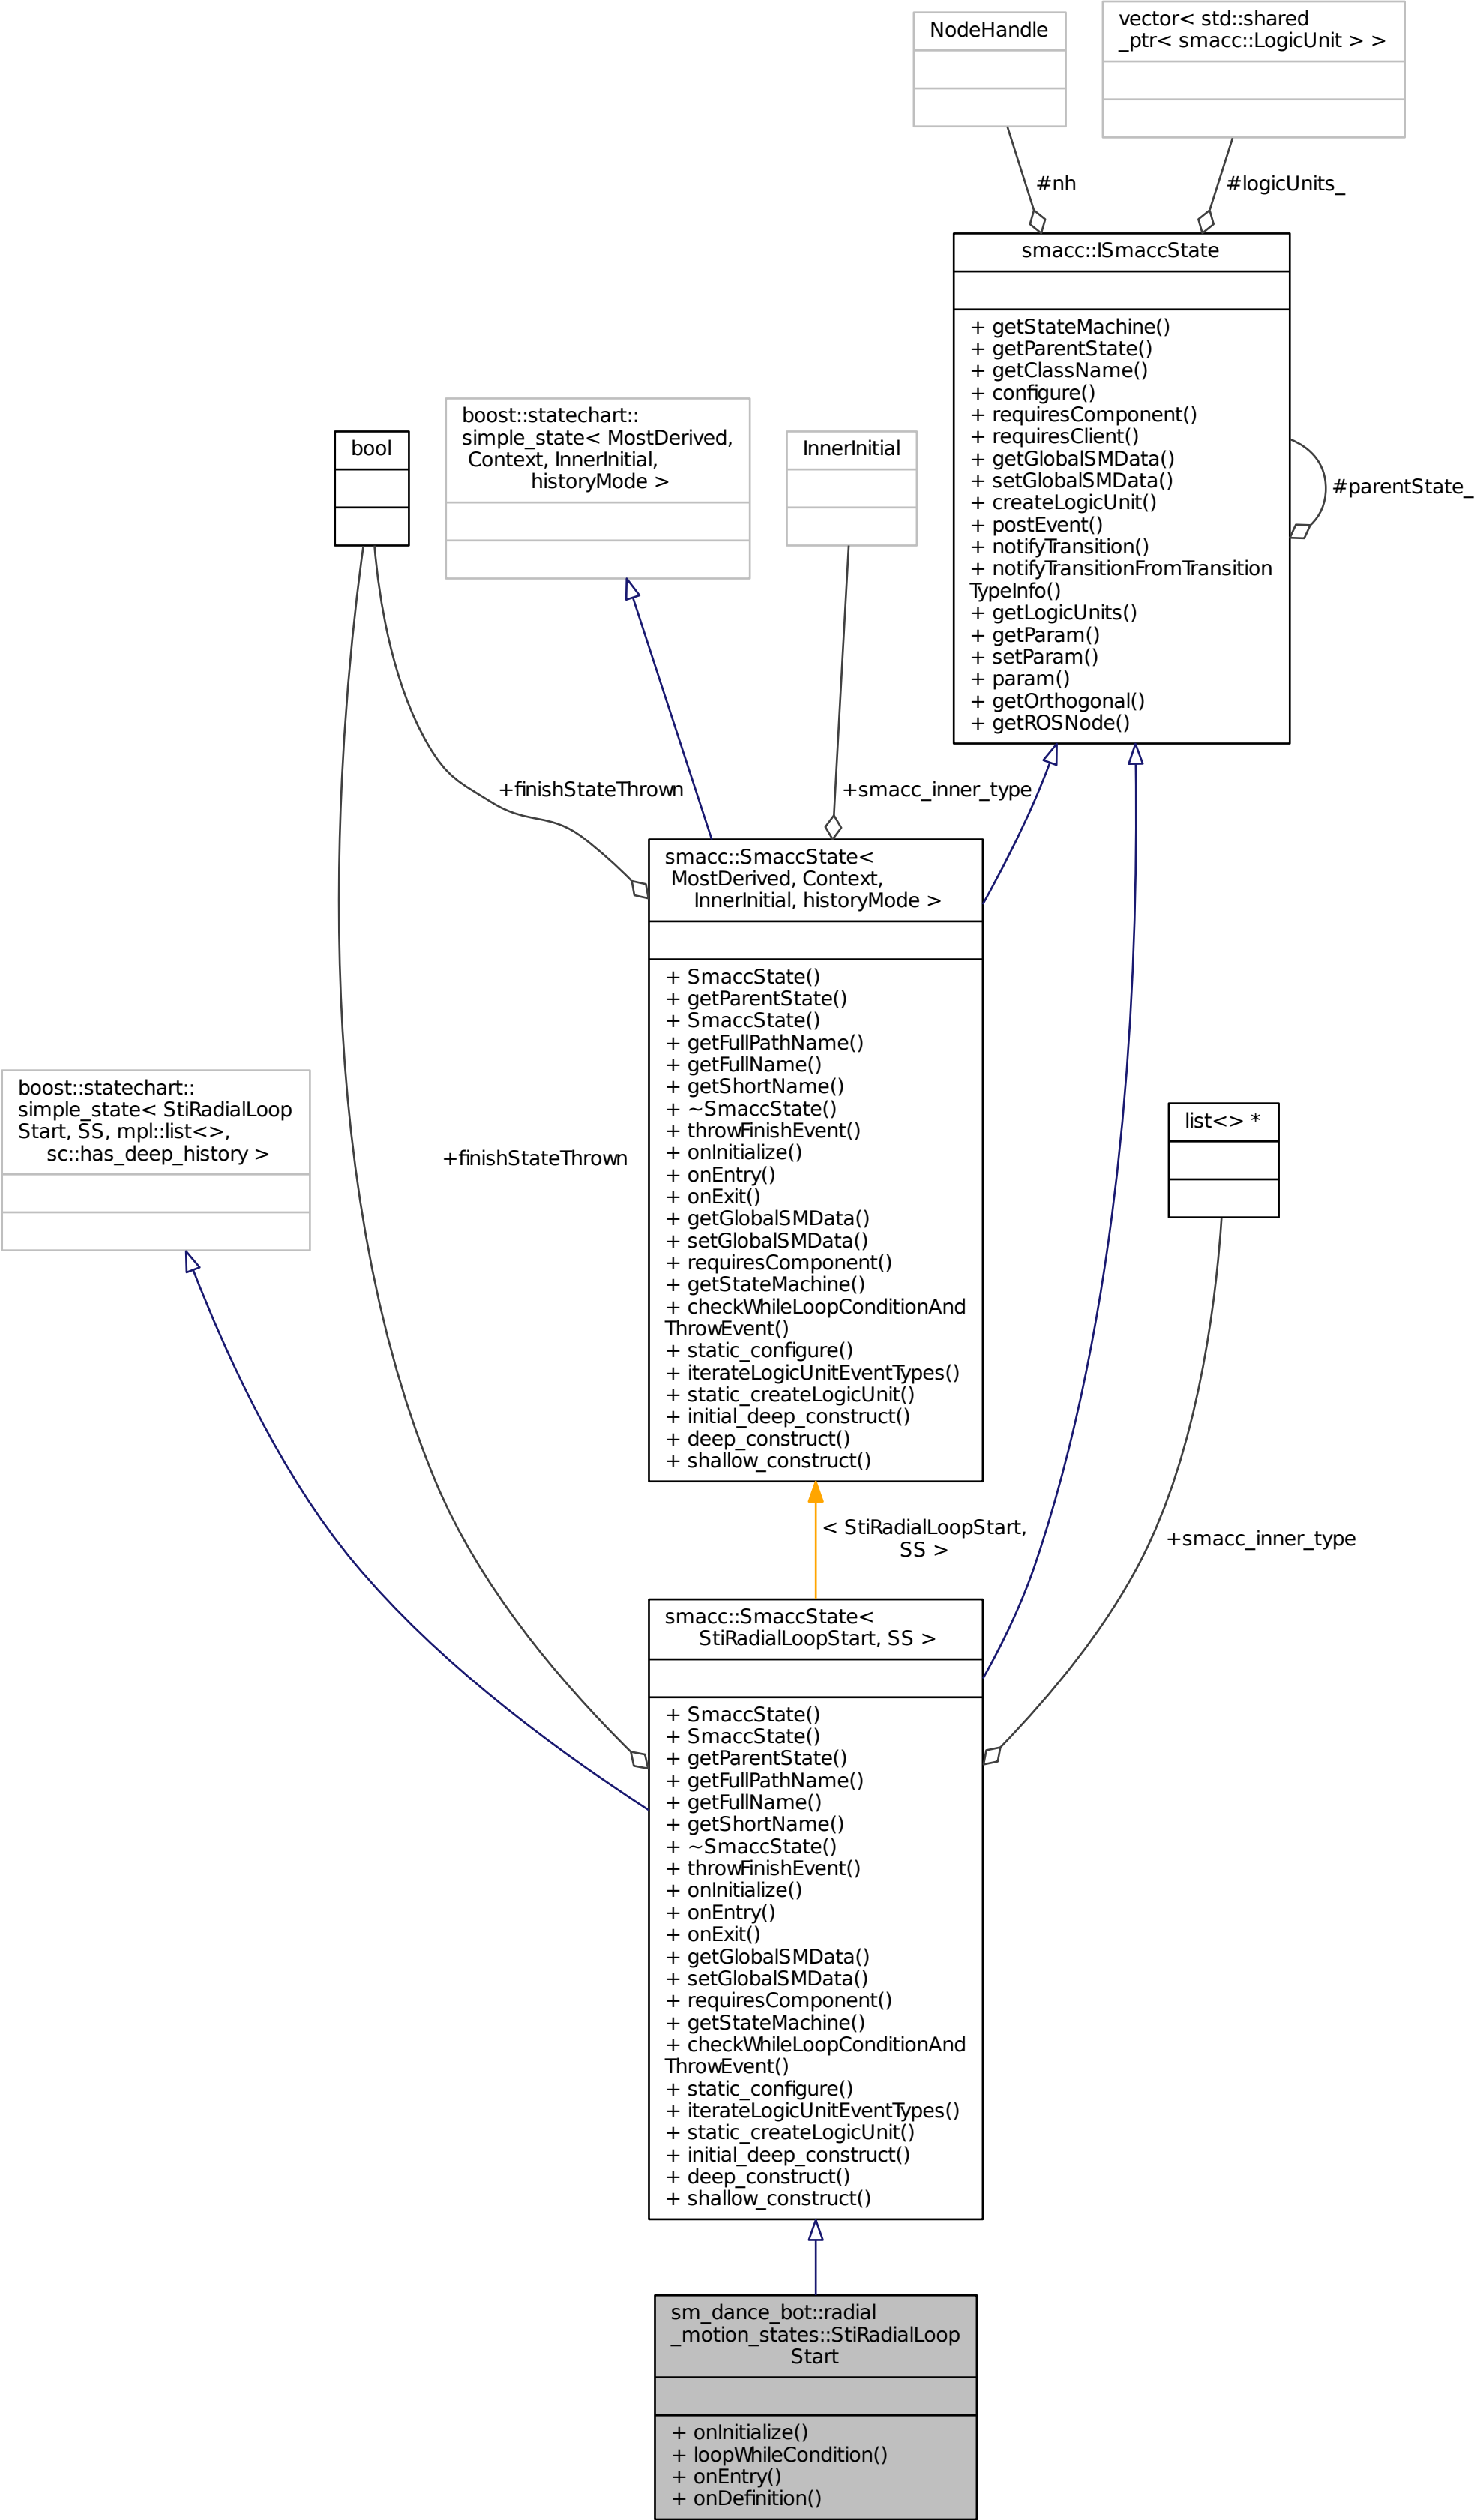 NodeHandle
vector< std::shared
_ptr< smacc::LogicUnit > >
#nh
#logicUnits_
smacc::ISmaccState
+ getStateMachine()
+ getParentState()
+ getClassName()
+ configure()
+ requiresComponent()
+ requiresClient()
+ getGlobalSMData()
+ setGlobalSMData()
+ createLogicUnit()
+ postEvent()
+ notifyTransition()
+ notifyTransitionFromTransition
TypeInfo()
+ getLogicUnits()
+ getParam()
+ setParam()
+ param()
+ getOrthogonal()
+ getROSNode()
#parentState_
bool
boost::statechart::
simple_state< MostDerived,
Context, InnerInitial,
historyMode >
InnerInitial
+finishStateThrown
+smacc_inner_type
smacc::SmaccState<
MostDerived, Context,
InnerInitial, historyMode >
+ SmaccState()
+ getParentState()
+ SmaccState()
+ getFullPathName()
+ getFullName()
+ getShortName()
+ ~SmaccState()
+ throwFinishEvent()
+ onInitialize()
+ onEntry()
+ onExit()
+ getGlobalSMData()
+ setGlobalSMData()
+ requiresComponent()
+ getStateMachine()
+ checkWhileLoopConditionAnd
ThrowEvent()
+ static_configure()
+ iterateLogicUnitEventTypes()
+ static_createLogicUnit()
+ initial_deep_construct()
+ deep_construct()
+ shallow_construct()
boost::statechart::
simple_state< StiRadialLoop
Start, SS, mpl::list<>,
sc::has_deep_history >
+finishStateThrown
list<> *
< StiRadialLoopStart,
SS >
+smacc_inner_type
smacc::SmaccState<
StiRadialLoopStart, SS >
+ SmaccState()
+ SmaccState()
+ getParentState()
+ getFullPathName()
+ getFullName()
+ getShortName()
+ ~SmaccState()
+ throwFinishEvent()
+ onInitialize()
+ onEntry()
+ onExit()
+ getGlobalSMData()
+ setGlobalSMData()
+ requiresComponent()
+ getStateMachine()
+ checkWhileLoopConditionAnd
ThrowEvent()
+ static_configure()
+ iterateLogicUnitEventTypes()
+ static_createLogicUnit()
+ initial_deep_construct()
+ deep_construct()
+ shallow_construct()
sm_dance_bot::radial
_motion_states::StiRadialLoop
Start
+ onInitialize()
+ loopWhileCondition()
+ onEntry()
+ onDefinition()